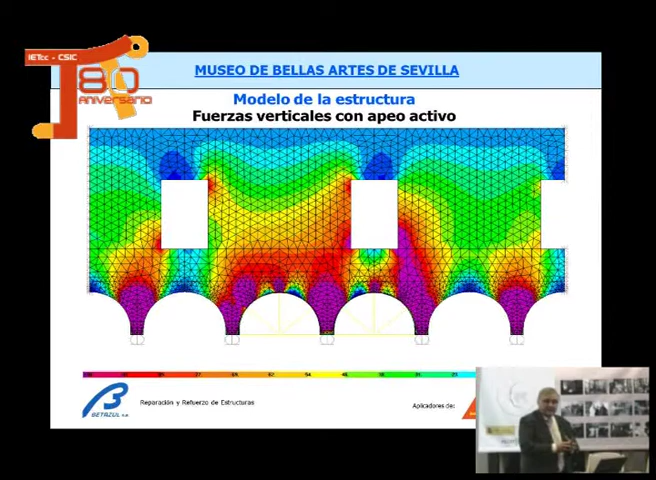 IETcc - CSIC
80
Aniversario
MUSEO DE BELLAS ARTES DE SEVILLA
Modelo de la estructura
Fuerzas verticales con apeo activo
BETAZUL S.A.
Reparación y Refuerzo de Estructuras
Aplicadores de: